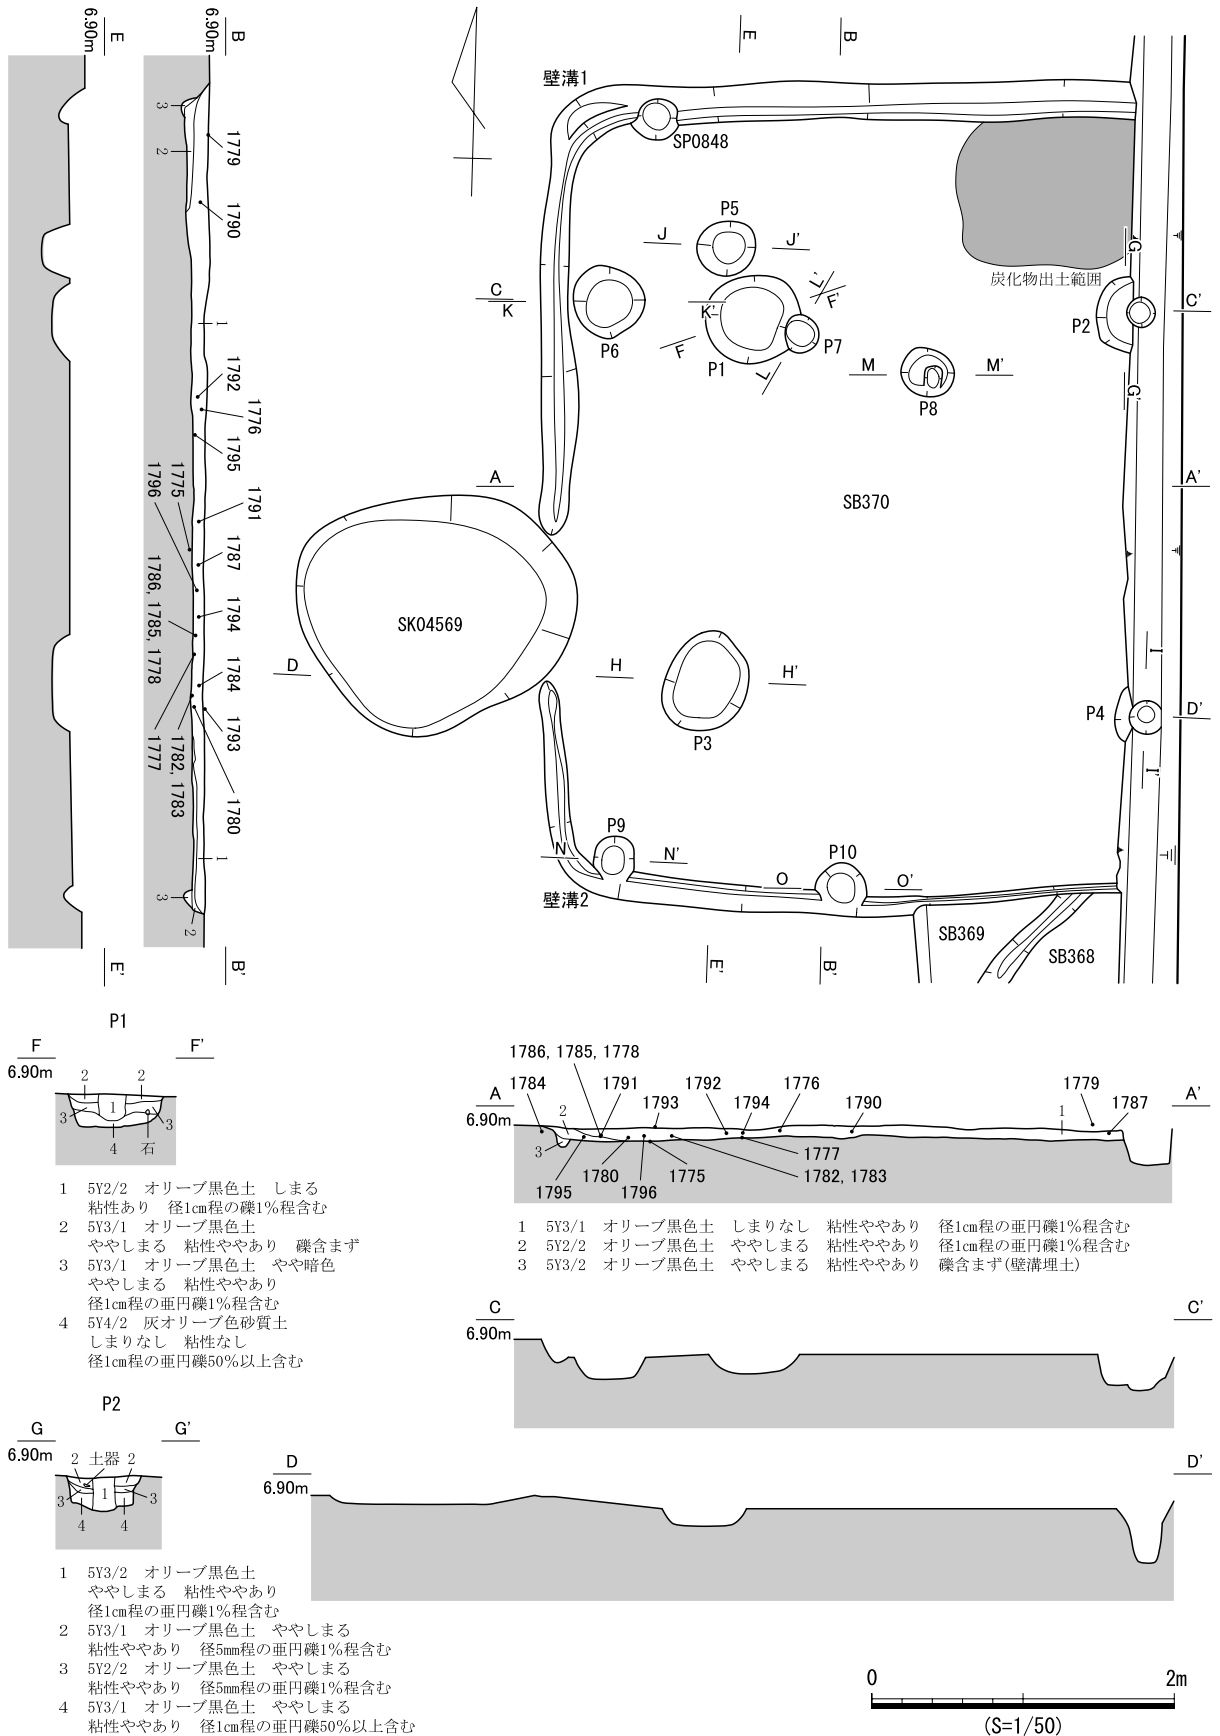 E
6.90m
B
6.90m
3
2
1779
1790
1
1792
1776
1795
1775
1796
1791
1787
1786, 1785, 1778
1794
1784
1777
1782, 1783
1793
1780
1
3
2
E'
B'
E
B
壁溝1
SP0848
P5
J
J'
炭化物出土範囲
G
C
K
K'
L'
F'
C'
P2
P6
F
P1
L
P7
M
M'
P8
G'
A
SB370
A'
SK04569
D
H
H'
P3
I
P4
D'
I'
P9
N
N'
P10
O
O'
壁溝2
SB369
SB368
E'
B'
P1
F
F'
6.90m
2
2
3
1
3
4
石
1 5Y2/2 オリーブ黒色土 しまる
粘性あり 径1cm程の礫1%程含む
2 5Y3/1 オリーブ黒色土
ややしまる 粘性ややあり 礫含まず
3 5Y3/1 オリーブ黒色土 やや暗色
ややしまる 粘性ややあり
径1cm程の亜円礫1%程含む
4 5Y4/2 灰オリーブ色砂質土
しまりなし 粘性なし
径1cm程の亜円礫50%以上含む
P2
G
G'
6.90m
2 土器 2
3
1
3
4
4
1 5Y3/2 オリーブ黒色土
ややしまる 粘性ややあり
径1cm程の亜円礫1%程含む
2 5Y3/1 オリーブ黒色土 ややしまる
粘性ややあり 径5mm程の亜円礫1%程含む
3 5Y2/2 オリーブ黒色土 ややしまる
粘性ややあり 径5mm程の亜円礫1%程含む
4 5Y3/1 オリーブ黒色土 ややしまる
粘性ややあり 径1cm程の亜円礫50%以上含む
1786, 1785, 1778
A
1784
1791
1792
1776
1779
A'
6.90m
2
1793
1794
1790
1
1787
3
1780
1777
1795
1796
1775
1782, 1783
1 5Y3/1 オリーブ黒色土 しまりなし 粘性ややあり 径1cm程の亜円礫1%程含む
2 5Y2/2 オリーブ黒色土 ややしまる 粘性ややあり 径1cm程の亜円礫1%程含む
3 5Y3/2 オリーブ黒色土 ややしまる 粘性ややあり 礫含まず(壁溝埋土)
C
C'
6.90m
D
D'
6.90m
0
2m
(S=1/50)